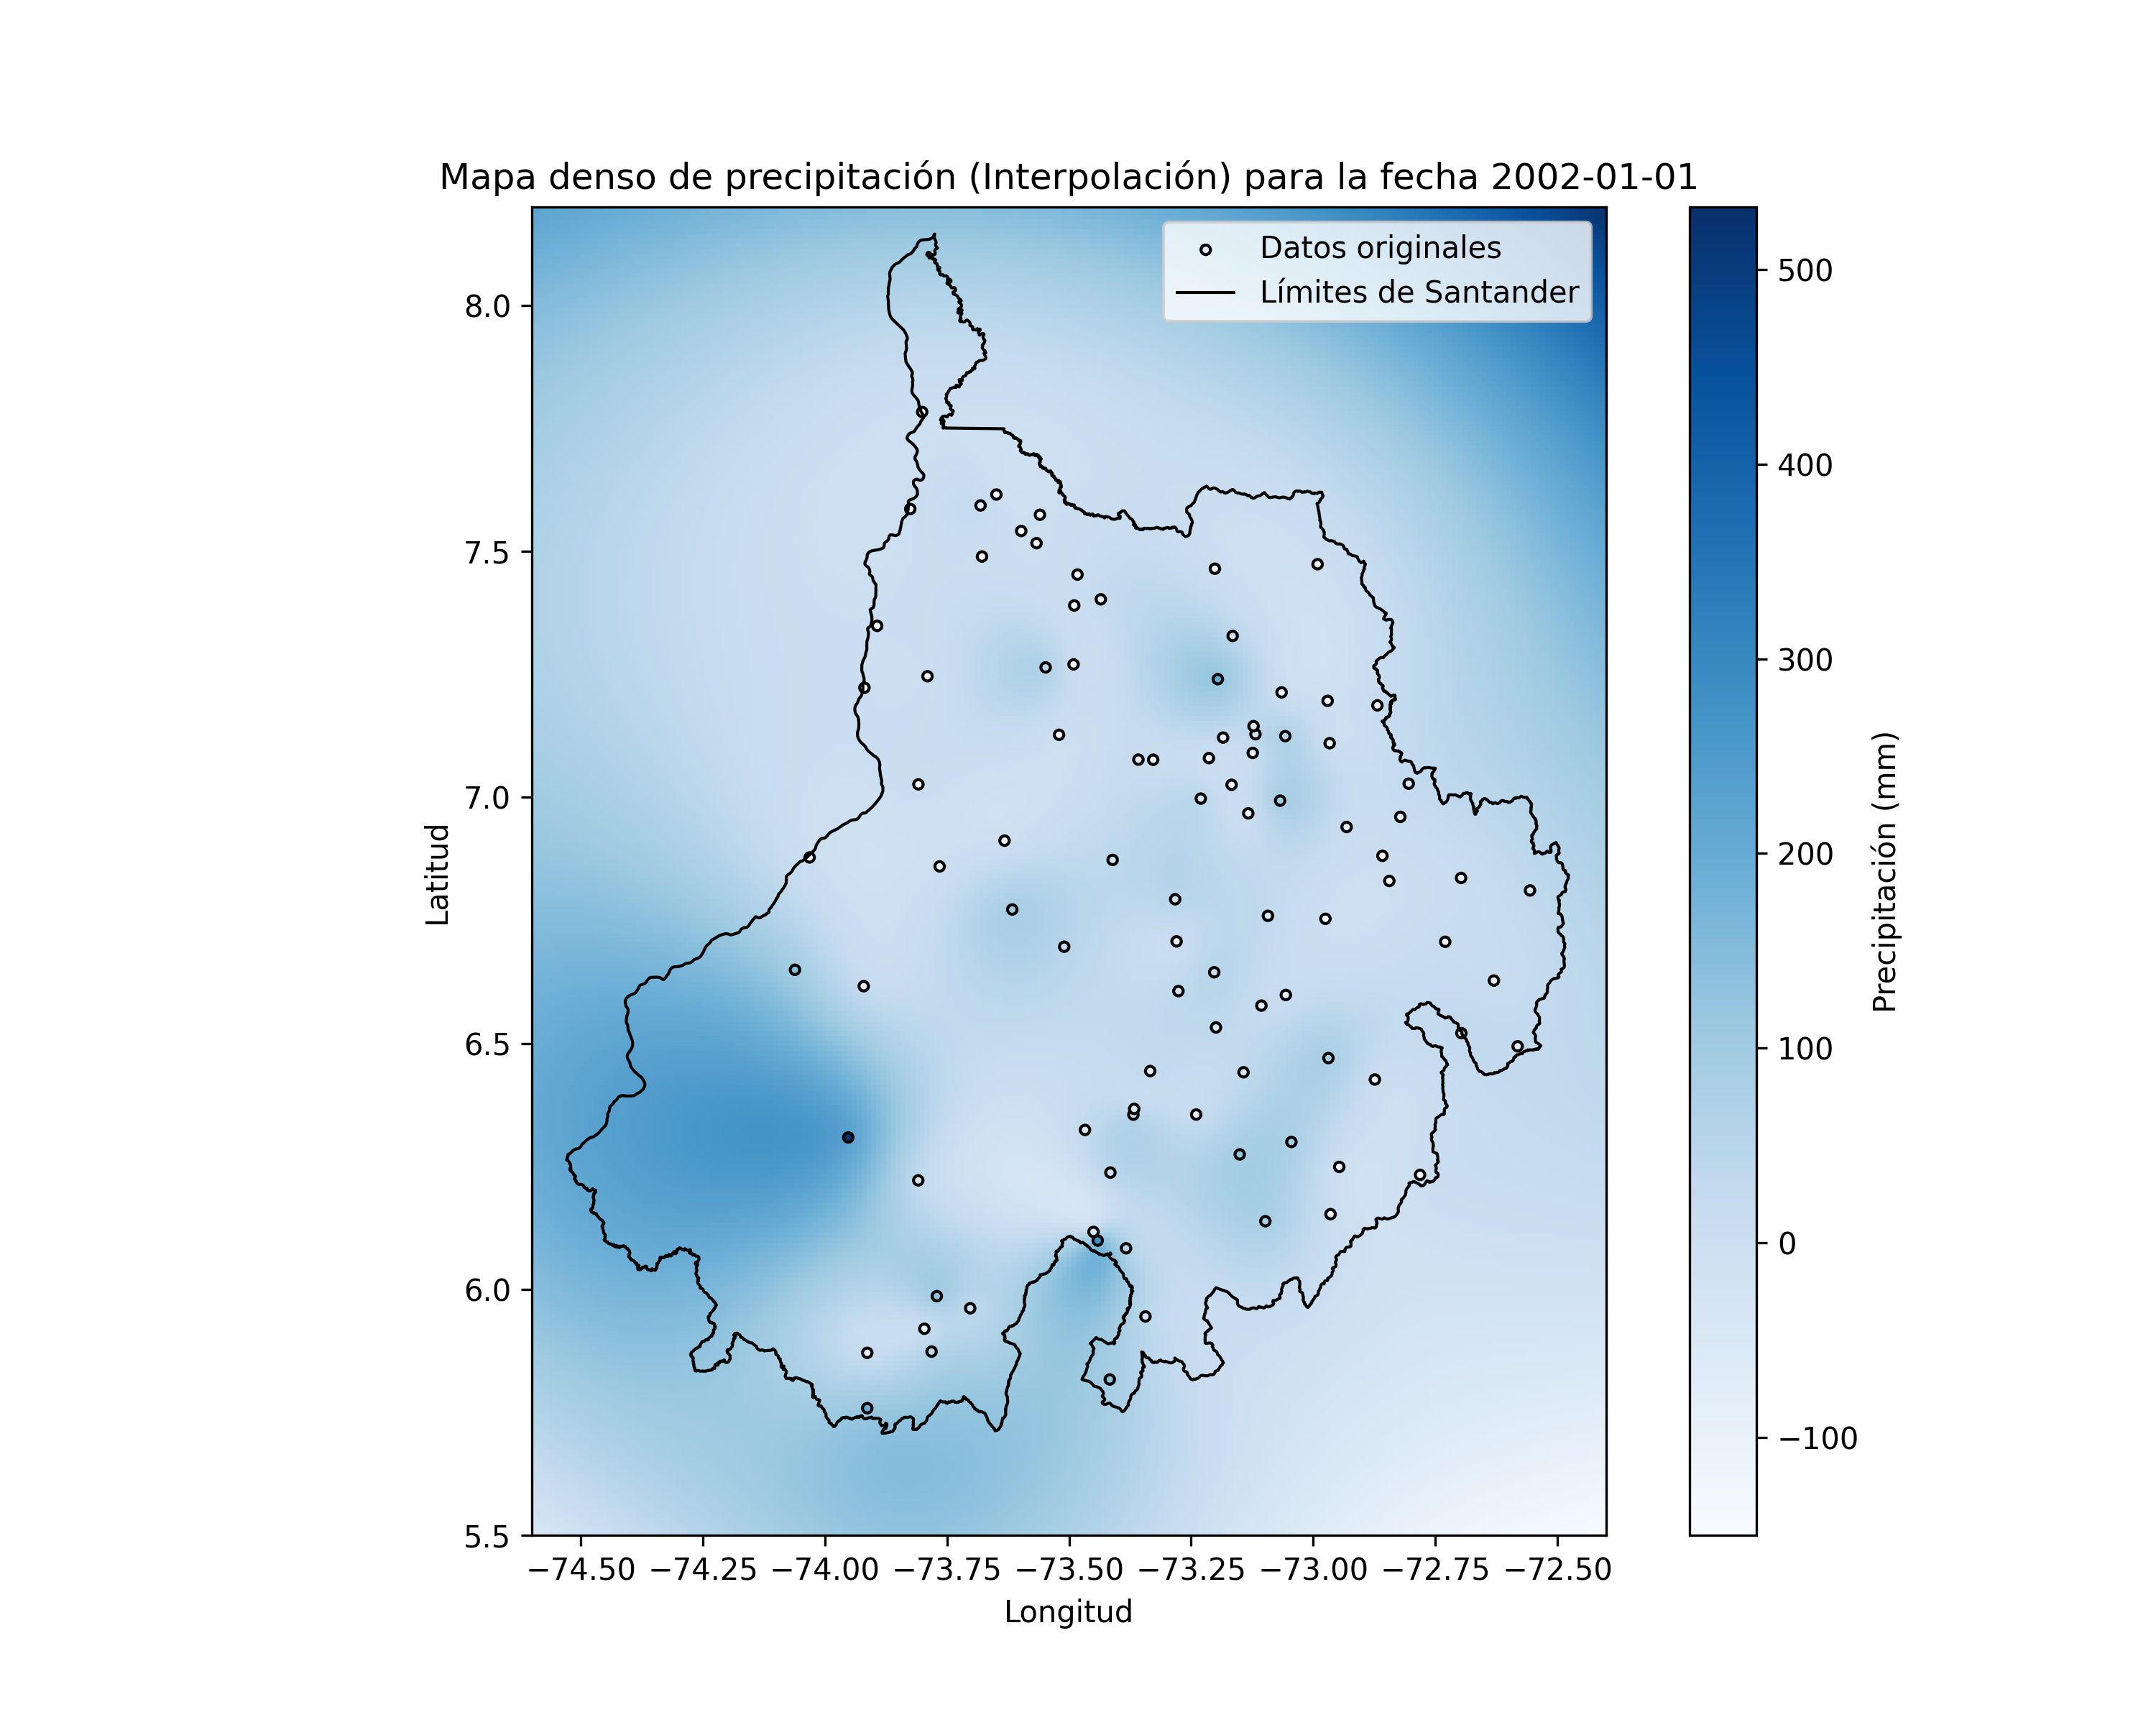 Mapa denso de precipitación (Interpolación) para la fecha 2002-01-01
Datos originales
Límites de Santander
8.0
7.5
7.0
6.5
6.0
5.5
Latitud
−74.50 −74.25 −74.00 −73.75 −73.50 −73.25 −73.00 −72.75 −72.50
Longitud
500
400
300
200
100
0
−100
Precipitación (mm)